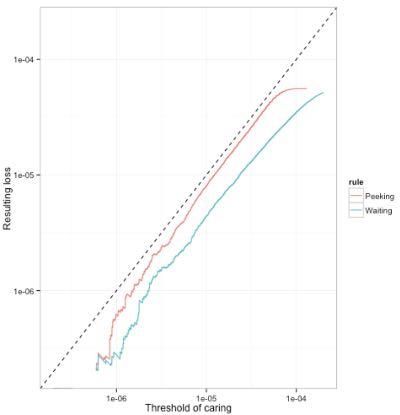 1e-04
1e-05
1e-06
Resulting loss
1e-06 1e-05 1e-04
Threshold of caring
rule
Peeking
Waiting